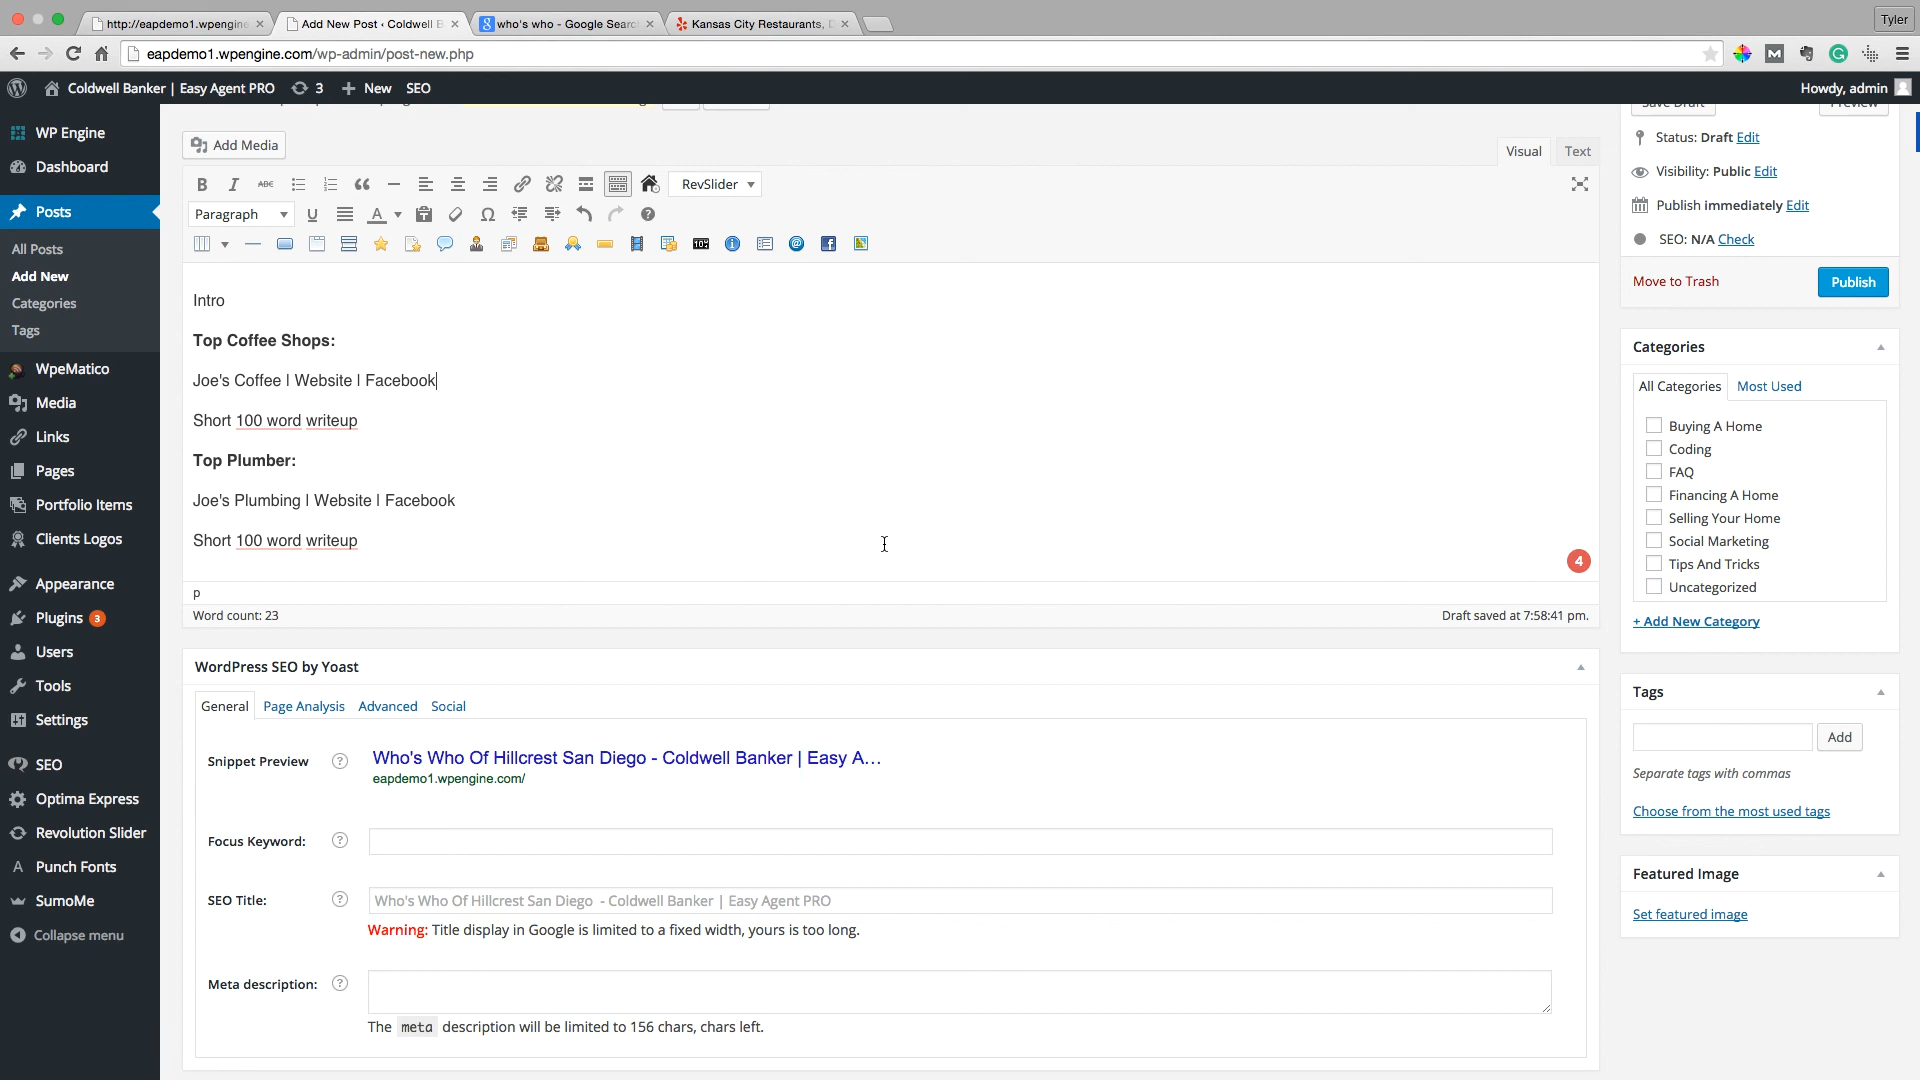 http://eapdemo1.wpengine
Add New Post ‹ Coldwell B
who's who - Google Searc
Kansas City Restaurants, D
Tyler
eapdemo1.wpengine.com/wp-admin/post-new.php
Coldwell Banker | Easy Agent PRO
3
New
SEO
Howdy, admin
WP Engine
Dashboard
Posts
All Posts
Add New
Categories
Tags
WpeMatico
Media
Links
Pages
Portfolio Items
Clients Logos
Appearance
Plugins 3
Users
Tools
Settings
SEO
Optima Express
Revolution Slider
Punch Fonts
SumoMe
Collapse menu
Add Media
Visual
Text
B I ABC
RevSlider
Paragraph
U
A
Ω
Intro
Top Coffee Shops:
Joe's Coffee | Website | Facebook
Short 100 word writeup
Top Plumber:
Joe's Plumbing | Website | Facebook
Short 100 word writeup
4
p
Word count: 23
Draft saved at 7:58:41 pm.
WordPress SEO by Yoast
General
Page Analysis
Advanced
Social
Snippet Preview
Who's Who Of Hillcrest San Diego - Coldwell Banker | Easy A...
eapdemo1.wpengine.com/
Focus Keyword:
SEO Title:
Who's Who Of Hillcrest San Diego - Coldwell Banker | Easy Agent PRO
Warning: Title display in Google is limited to a fixed width, yours is too long.
Meta description:
The meta description will be limited to 156 chars, chars left.
Save Draft
Preview
Status: Draft Edit
Visibility: Public Edit
Publish immediately Edit
SEO: N/A Check
Move to Trash
Publish
Categories
All Categories
Most Used
Buying A Home
Coding
FAQ
Financing A Home
Selling Your Home
Social Marketing
Tips And Tricks
Uncategorized
+ Add New Category
Tags
Add
Separate tags with commas
Choose from the most used tags
Featured Image
Set featured image